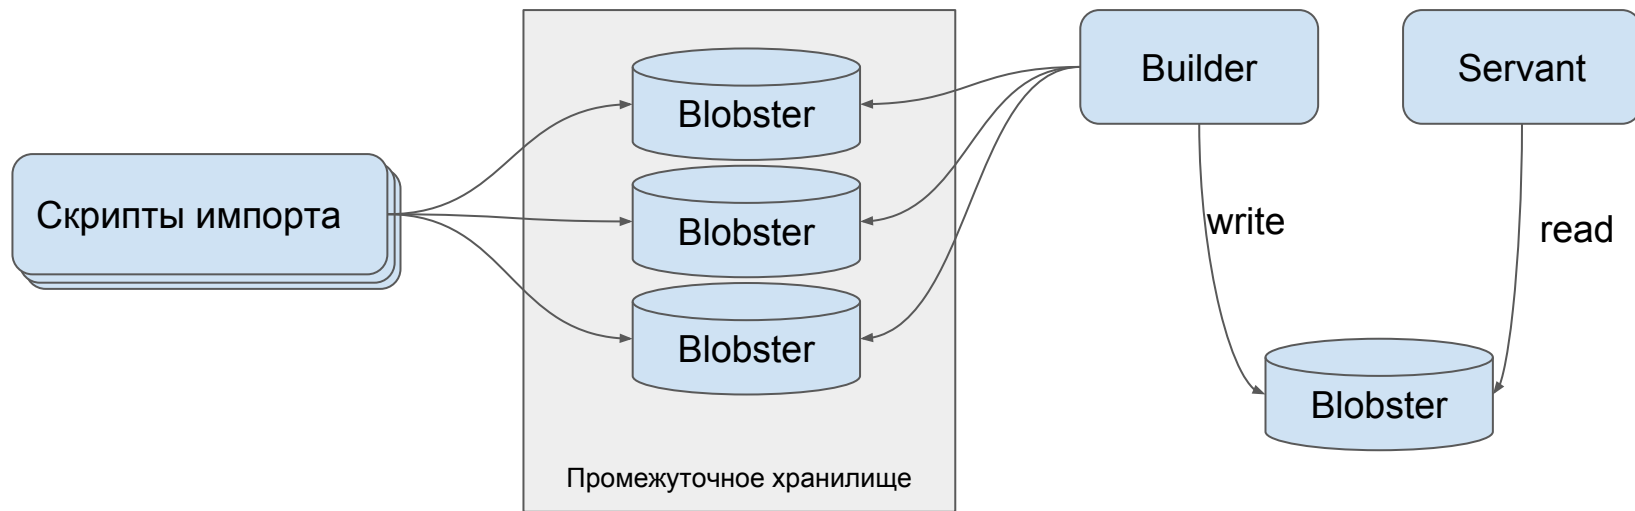 Скрипты импорта
Blobster
Blobster
Blobster
Промежуточное хранилище
Builder
Servant
write
read
Blobster